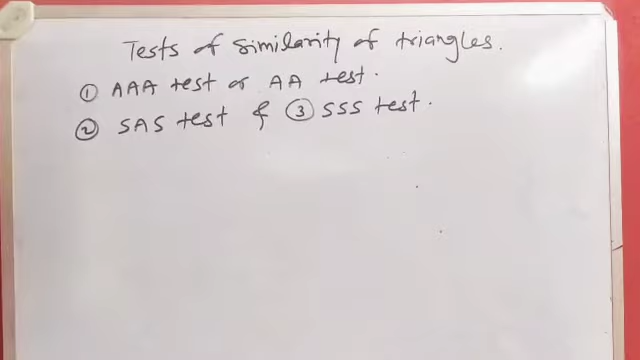 Tests of Similarity of triangles.
① AAA test or AA test.
② SAS test & ③ SSS test.